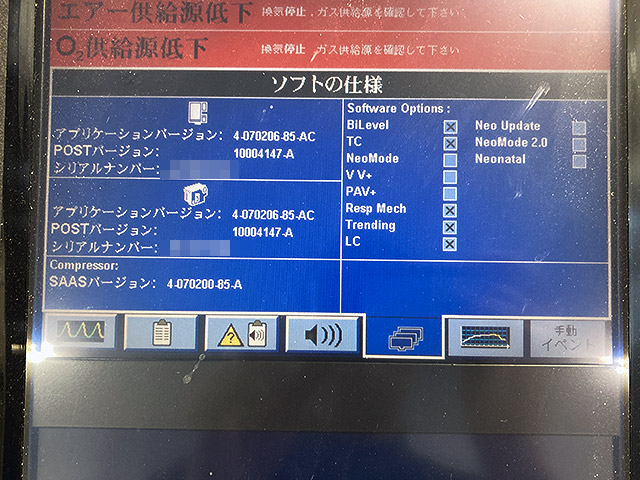 エアー供給源低下 換気停止．ガス供給源を確認して下さい
O₂供給源低下 換気停止．ガス供給源を確認して下さい
ソフトの仕様
アプリケーションバージョン: 4-070206-85-AC
POSTバージョン: 10004147-A
シリアルナンバー:
アプリケーションバージョン: 4-070206-85-AC
POSTバージョン: 10004147-A
シリアルナンバー:
Compressor:
SAASバージョン: 4-070200-85-A
Software Options :
BiLevel Neo Update
TC NeoMode 2.0
NeoMode Neonatal
V V+
PAV+
Resp Mech
Trending
LC
手動
イベント